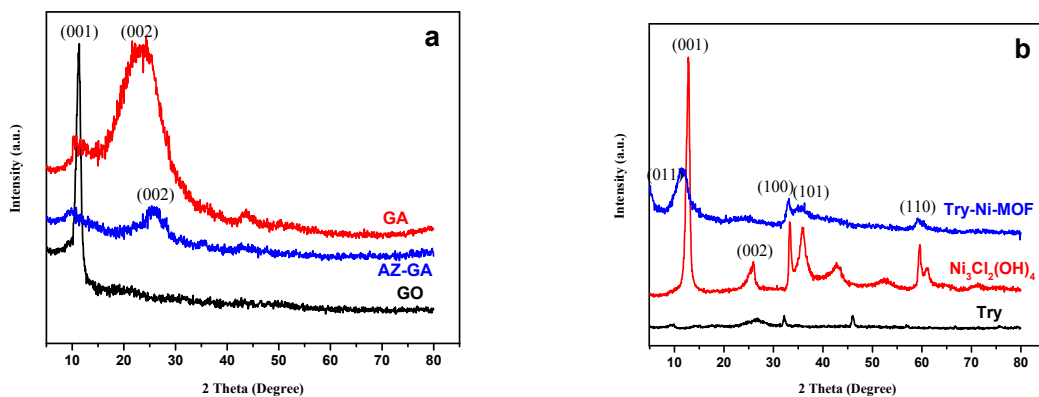 a
(001)
(002)
(002)
GA
AZ-GA
GO
Intensity (a.u.)
10 20 30 40 50 60 70 80
2 Theta (Degree)
b
(001)
(011)
(100)
(101)
(110)
Try-Ni-MOF
(002)
Ni₃Cl₂(OH)₄
Try
Intensity (a.u.)
10 20 30 40 50 60 70 80
2 Theta (Degree)